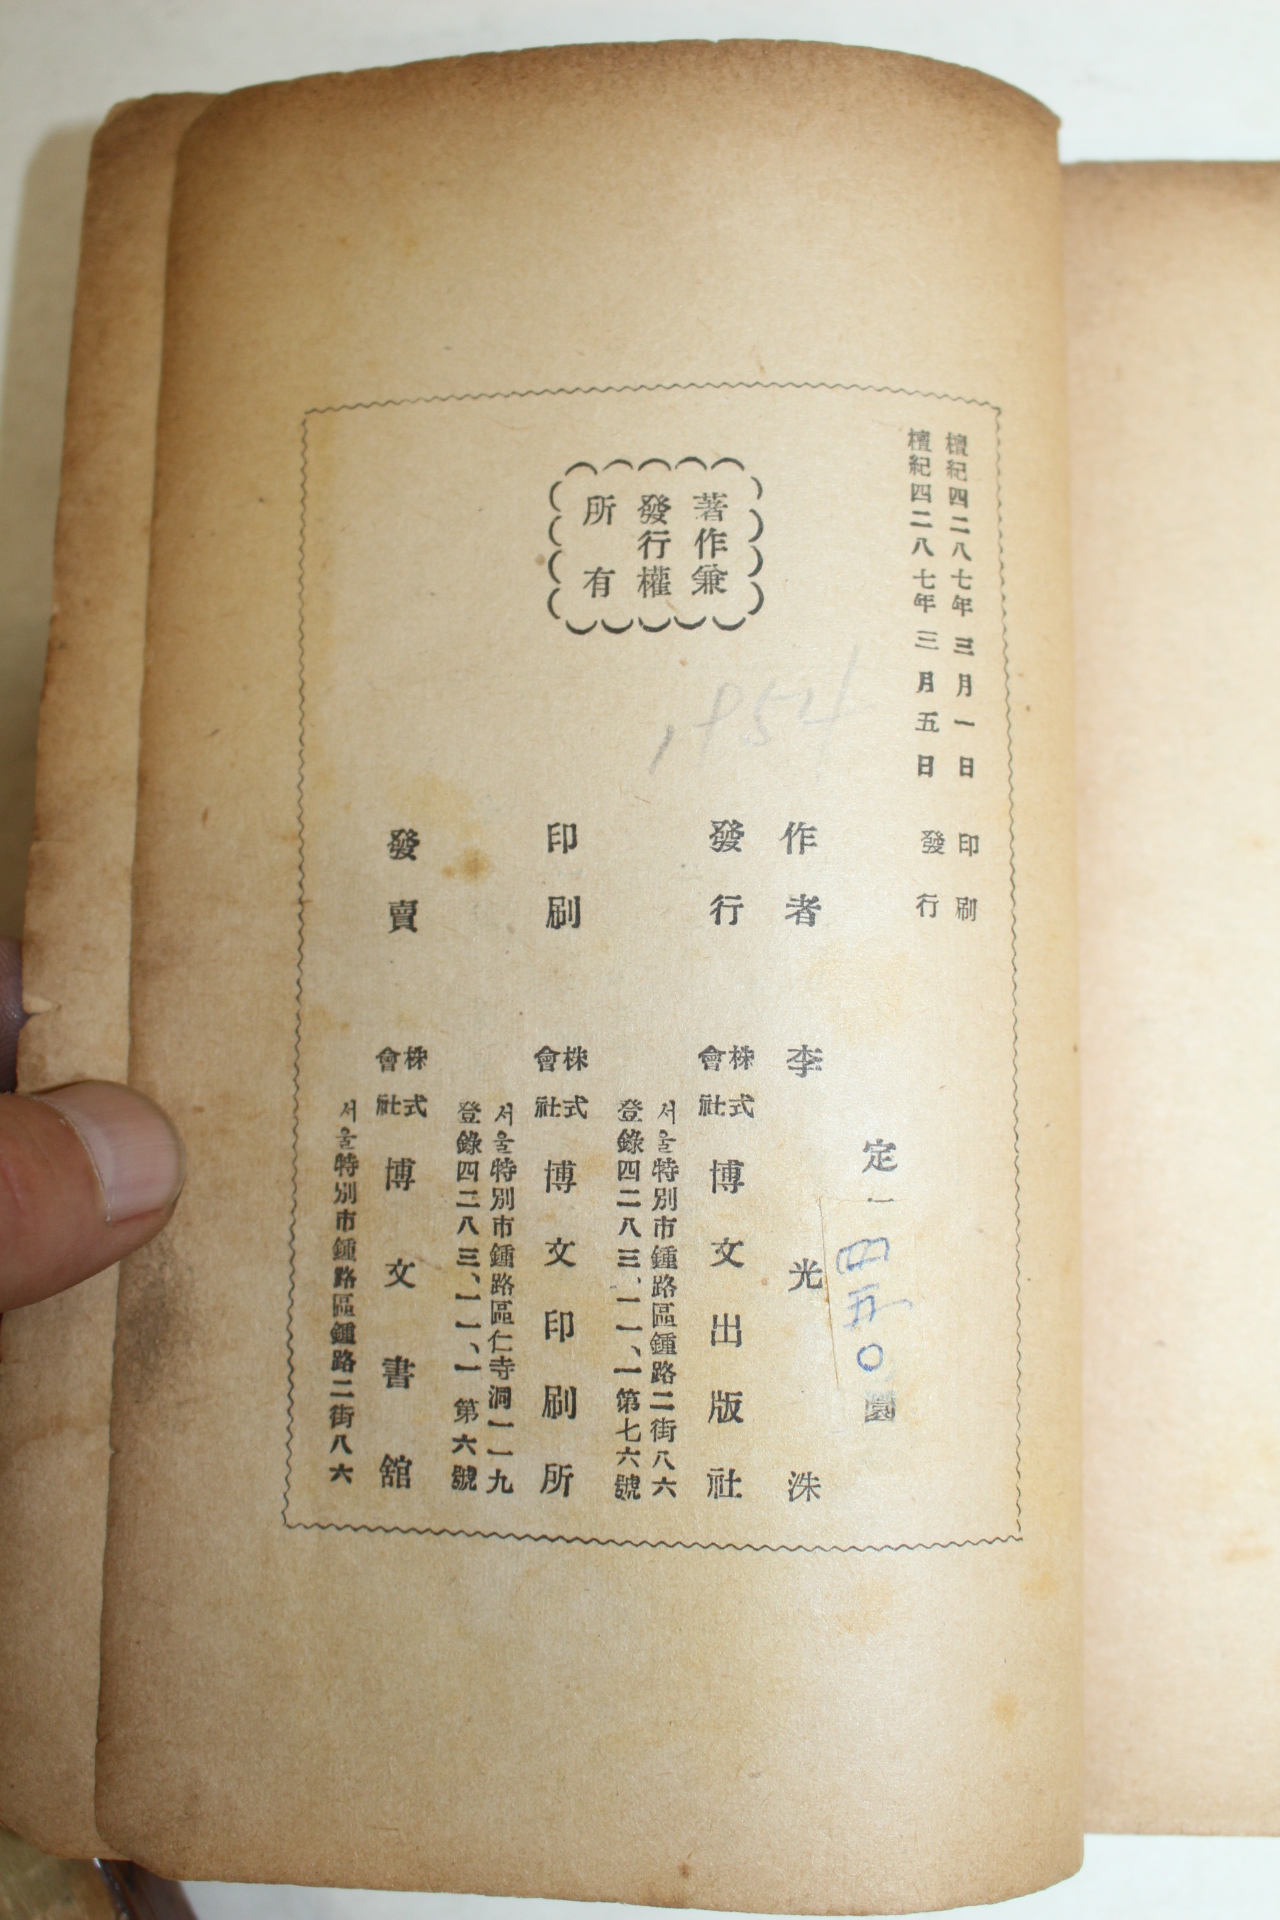 檀紀四二八七年三月一日 印刷
檀紀四二八七年三月五日 發行
著作兼
發行權
所有
1954
定 一四五〇圜
作者 李光洙
發行 株式會社 博文出版社
서울特別市鍾路區鍾路二街八六
登錄四二八三、一一、一第七六號
印刷 株式會社 博文印刷所
서울特別市鍾路區仁寺洞一一九
登錄四二八三、一一、一第六號
發賣 株式會社 博文書舘
서울特別市鍾路區鍾路二街八六